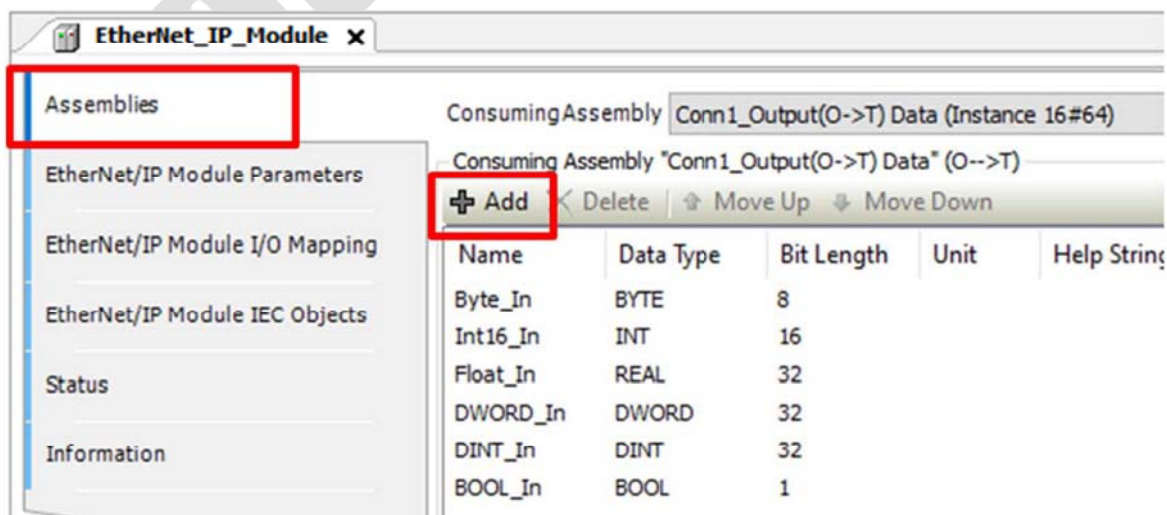 EtherNet_IP_Module x
Assemblies
EtherNet/IP Module Parameters
EtherNet/IP Module I/O Mapping
EtherNet/IP Module IEC Objects
Status
Information
ConsumingAssembly Conn1_Output(O->T) Data (Instance 16#64)
Consuming Assembly "Conn1_Output(O->T) Data" (O-->T)
Add Delete Move Up Move Down
Name Data Type Bit Length Unit Help String
Byte_In BYTE 8
Int16_In INT 16
Float_In REAL 32
DWORD_In DWORD 32
DINT_In DINT 32
BOOL_In BOOL 1